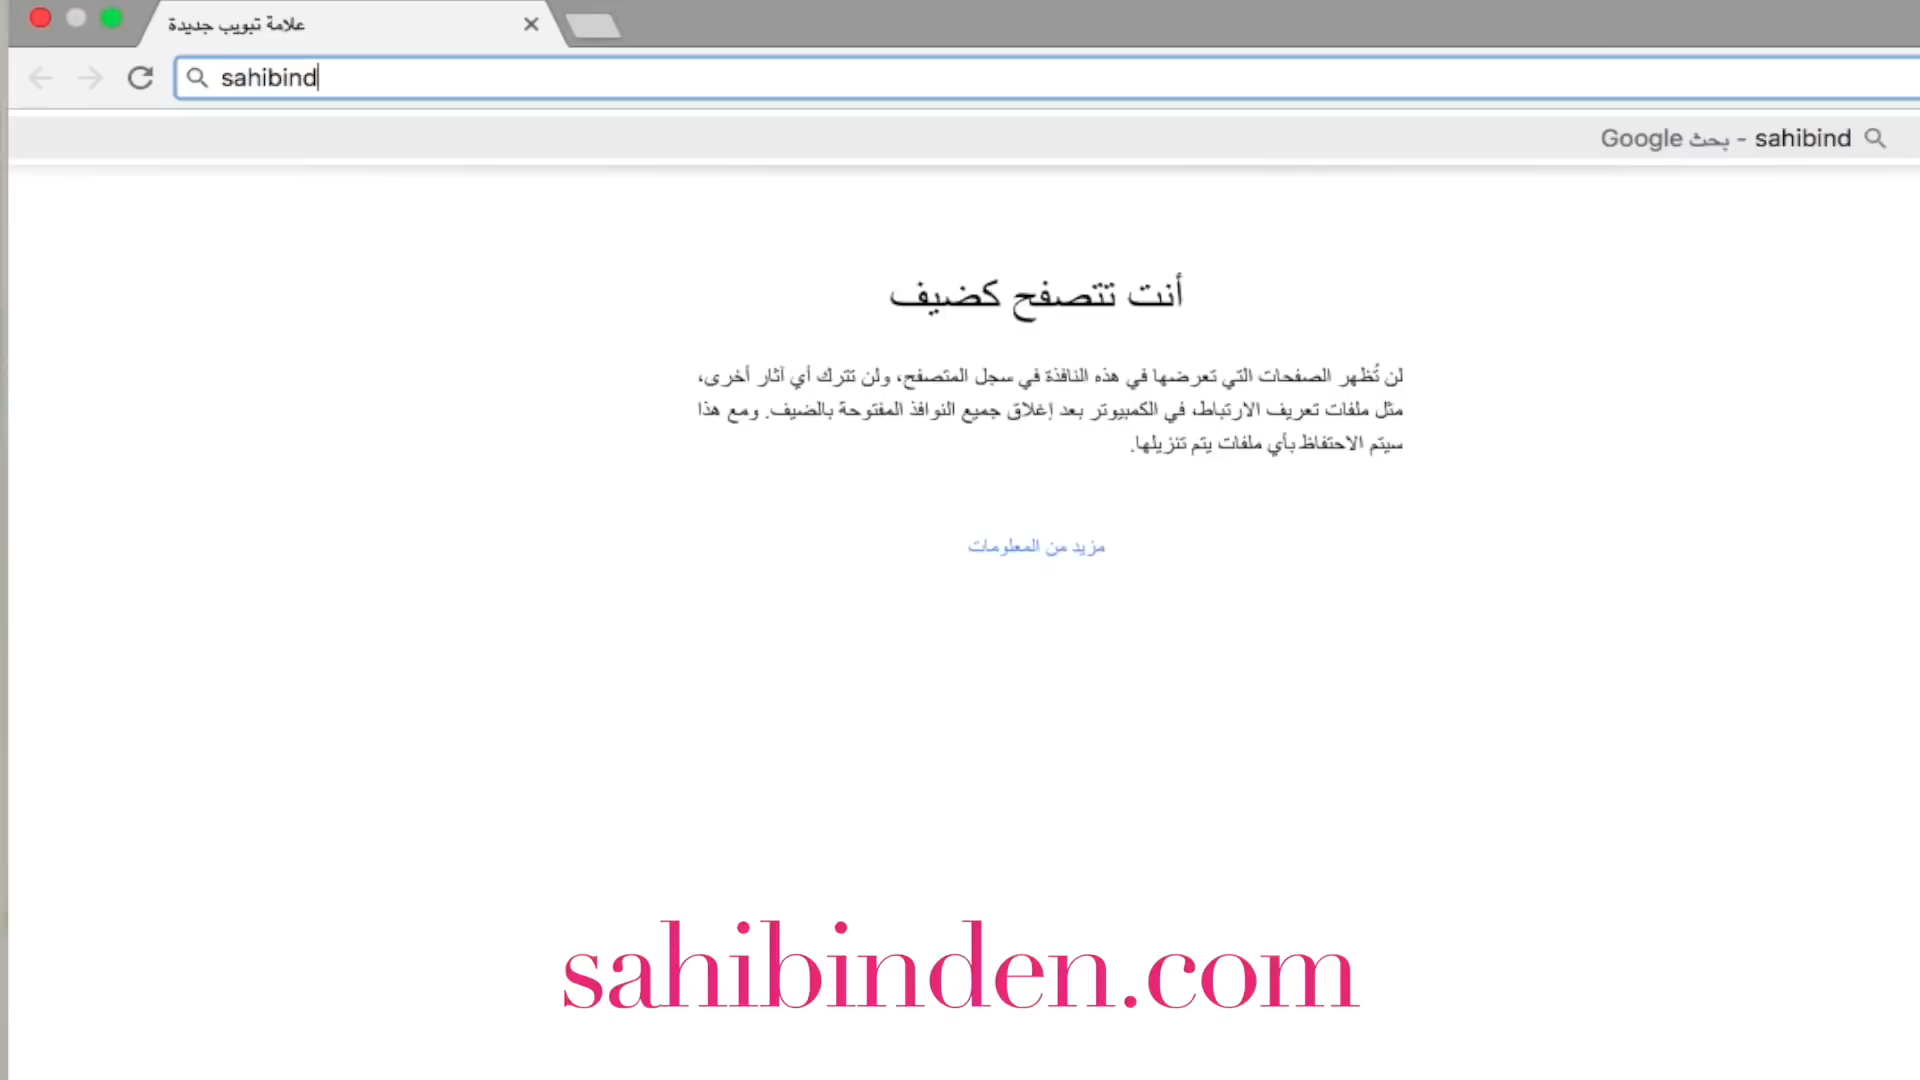 علامة تبويب جديدة
sahibind
sahibind - بحث Google
أنت تتصفح كضيف
لن تُظهر الصفحات التي تعرضها في هذه النافذة في سجل المتصفح، ولن تترك أي آثار أخرى،
مثل ملفات تعريف الارتباط، في الكمبيوتر بعد إغلاق جميع النوافذ المفتوحة بالضيف. ومع هذا
سيتم الاحتفاظ بأي ملفات يتم تنزيلها.
مزيد من المعلومات
sahibinden.com